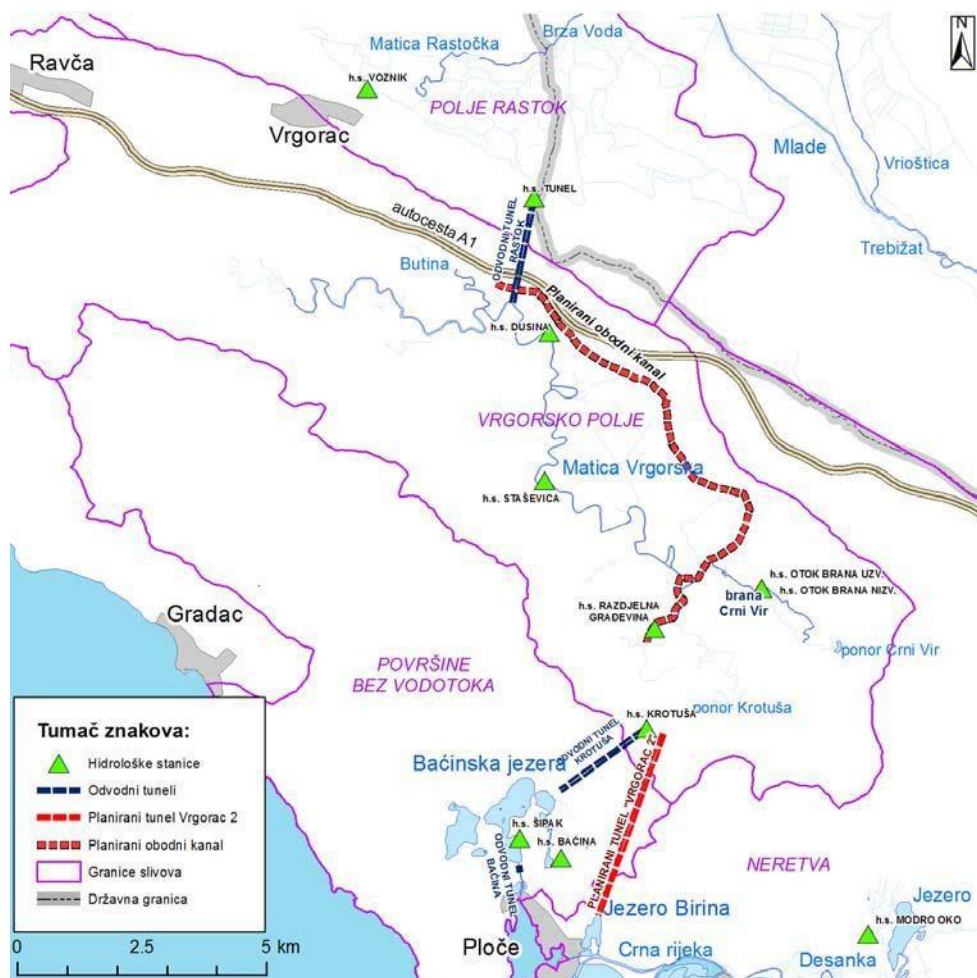 N
Brza Voda
Matica Rastočka
Ravča
h.s. VOZNIK
POLJE RASTOK
Vrgorac
Mlade
Vrioštica
h.s. TUNEL
autocesta A1
ODVODNI TUNEL
RASTOK
Trebižat
Butina
Planirani obodni kanal
h.s. DUSINA
VRGORSKO POLJE
Matica Vrgorska
h.s. STAŠEVICA
h.s. OTOK BRANA UZV.
h.s. OTOK BRANA NIZV.
brana
Crni Vir
h.s. RAZDJELNA
GRAĐEVINA
Gradac
ponor Crni Vir
POVRŠINE
BEZ VODOTOKA
ponor Krotuša
h.s. KROTUŠA
ODVODNI TUNEL
KROTUŠA
Baćinska jezera
PLANIRANI TUNEL "VRGORAC 2"
h.s. ŠIPAK
h.s. BAĆINA
ODVODNI TUNEL
BAĆINA
NERETVA
Jezero
Jezero Birina
h.s. MODRO OKO
Ploče
Crna rijeka
Desanka
Tumač znakova:
Hidrološke stanice
Odvodni tuneli
Planirani tunel Vrgorac 2
Planirani obodni kanal
Granice slivova
Državna granica
0 2.5 5 km